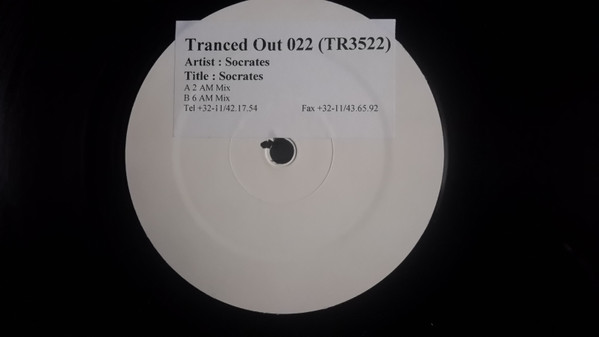 Tranced Out 022 (TR3522)
Artist : Socrates
Title : Socrates
A 2 AM Mix
B 6 AM Mix
Tel +32-11/42.17.54 Fax +32-11/43.65.92